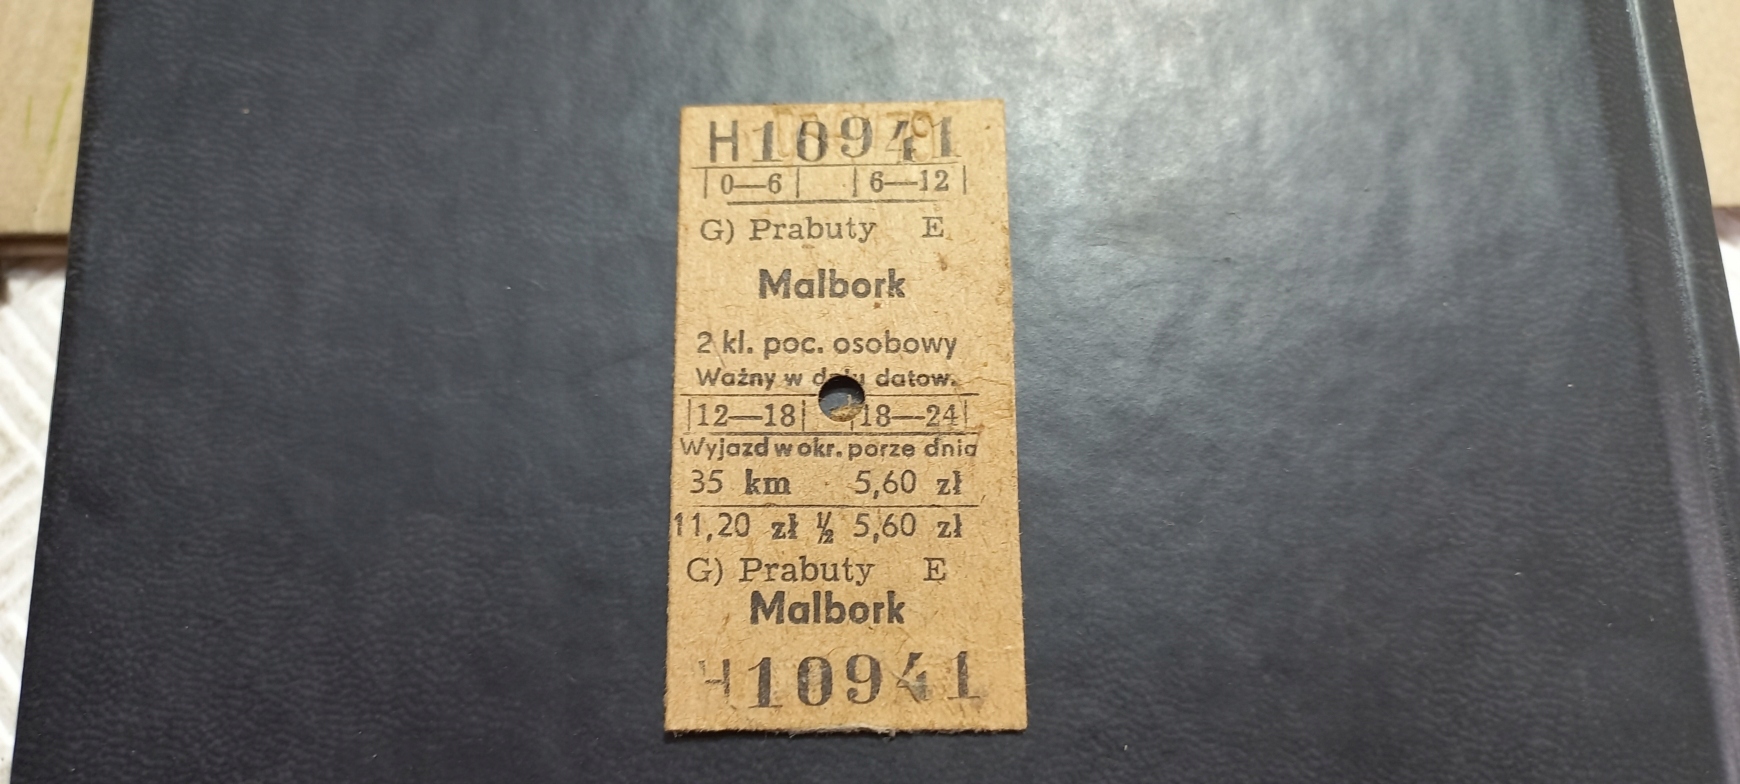 H10941
0—6 6—12
G) Prabuty E
Malbork
2 kl. poc. osobowy
Ważny w dniu datow.
12—18 18—24
Wyjazd w okr. porze dnia
35 km 5,60 zł
11,20 zł ½ 5,60 zł
G) Prabuty E
Malbork
H10941